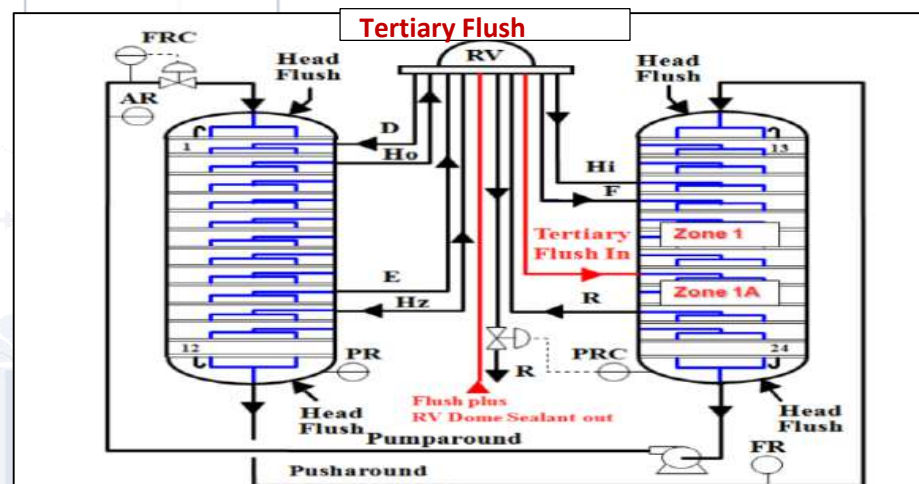 Tertiary Flush
FRC
RV
Head
Flush
Head
Flush
AR
D
1
13
Ho
Hi
F
Tertiary
Flush In
Zone 1
E
Zone 1A
Hz
R
12
24
PR
PRC
R
Flush plus
RV Dome Sealant out
Head
Flush
Head
Flush
Pumparound
FR
Pusharound